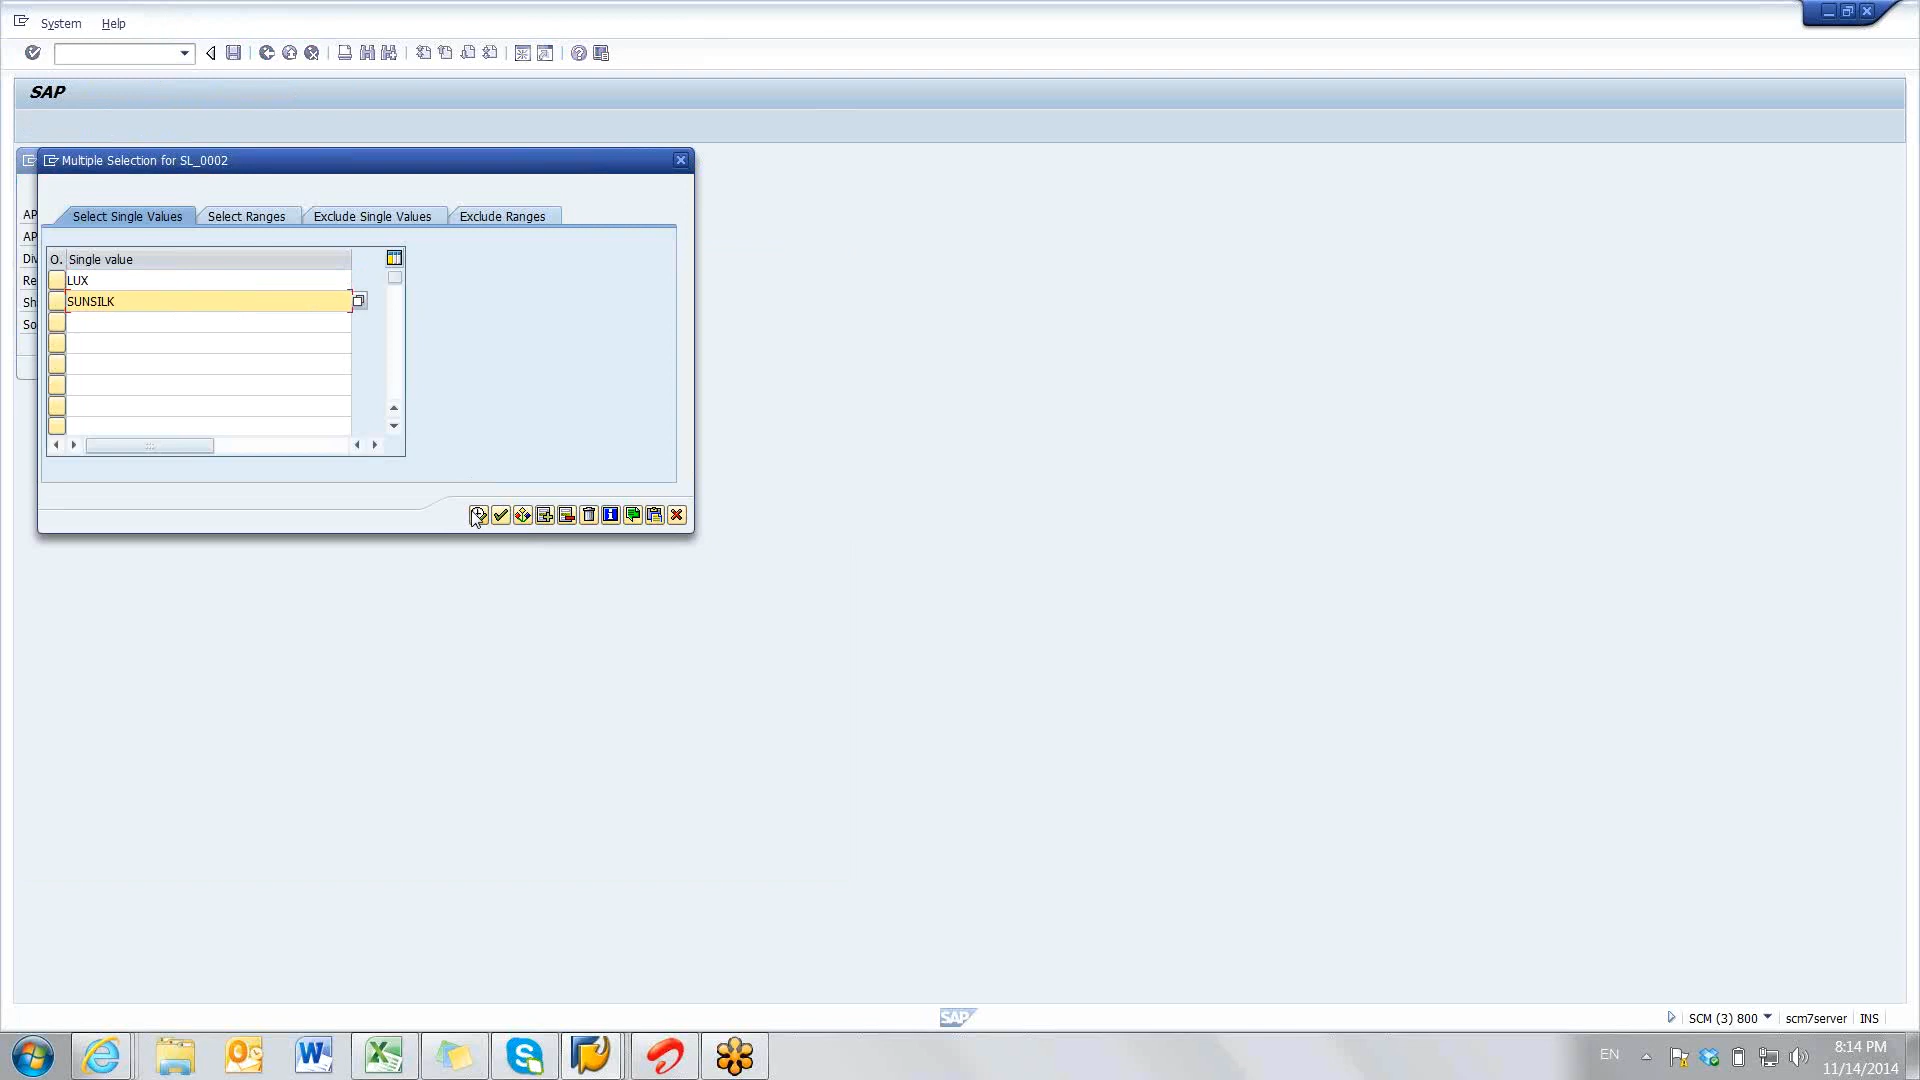 System Help
SAP
Multiple Selection for SL_0002
Select Single Values Select Ranges Exclude Single Values Exclude Ranges
AP
AP
Div
Re
Sh
So
O. Single value
LUX
SUNSILK
SAP
SCM (3) 800 scm7server INS
EN
8:14 PM
11/14/2014